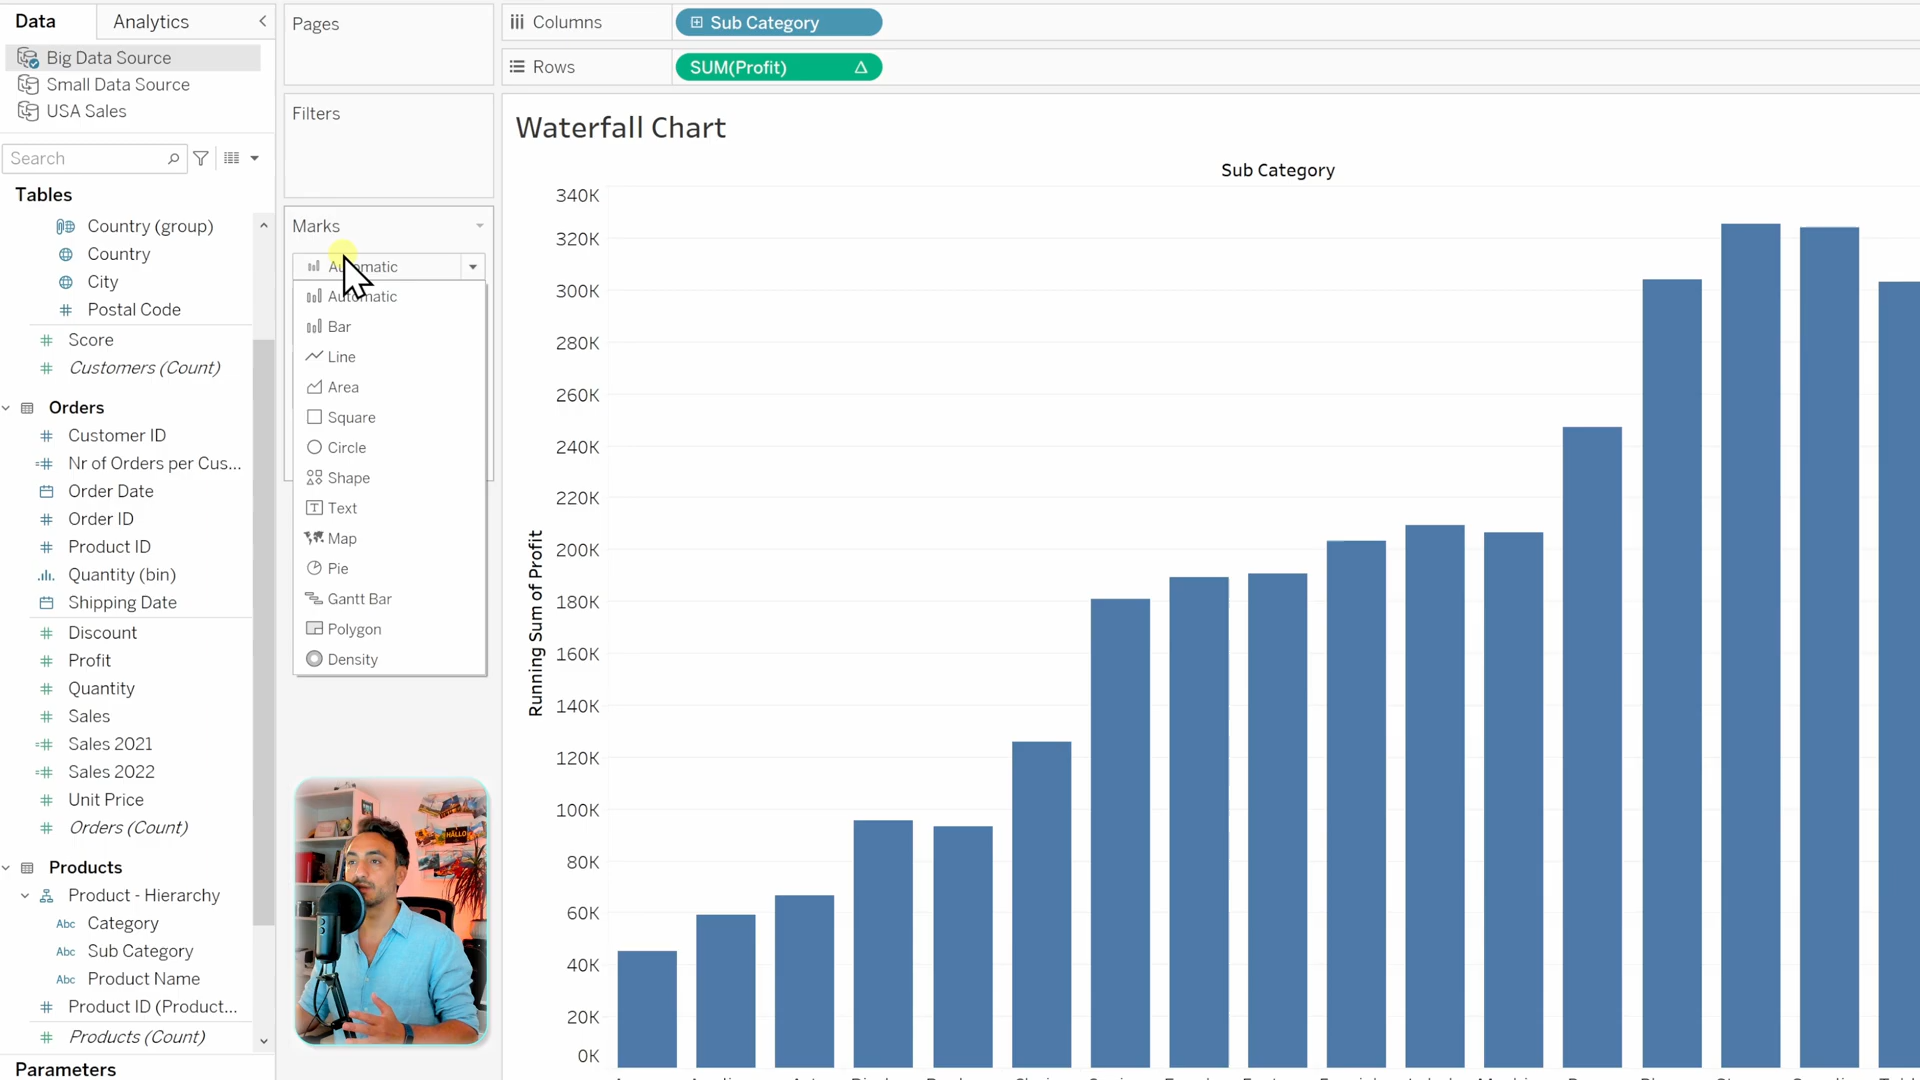 Data
Analytics
Big Data Source
Small Data Source
USA Sales
Search
Tables
Country (group)
Country
City
Postal Code
Score
Customers (Count)
Orders
Customer ID
Nr of Orders per Cus...
Order Date
Order ID
Product ID
Quantity (bin)
Shipping Date
Discount
Profit
Quantity
Sales
Sales 2021
Sales 2022
Unit Price
Orders (Count)
Products
Product - Hierarchy
Abc Category
Abc Sub Category
Abc Product Name
Product ID (Product...
Products (Count)
Parameters
Pages
Filters
Marks
Automatic
Automatic
Bar
Line
Area
Square
Circle
Shape
Text
Map
Pie
Gantt Bar
Polygon
Density
HALLO
Columns
Sub Category
Rows
SUM(Profit)
Waterfall Chart
Sub Category
Running Sum of Profit
340K
320K
300K
280K
260K
240K
220K
200K
180K
160K
140K
120K
100K
80K
60K
40K
20K
0K